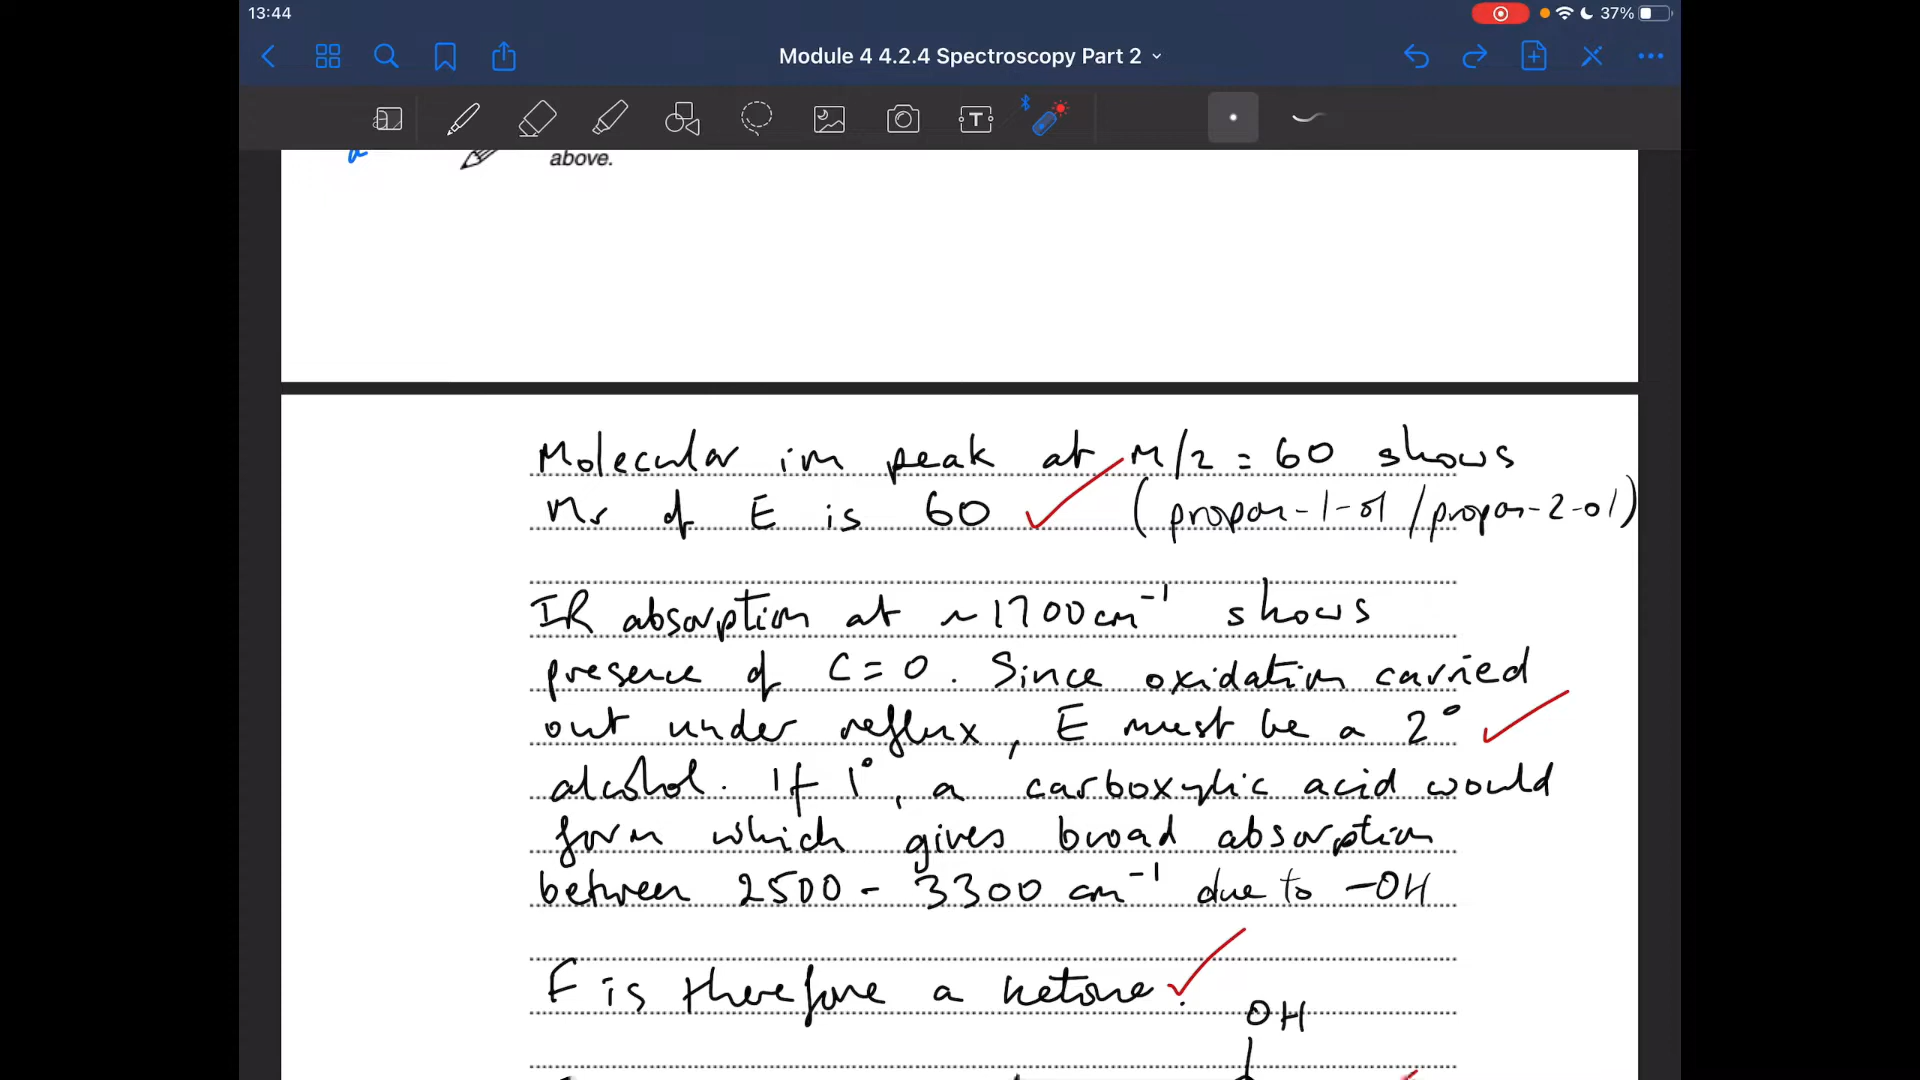 13:44
37%
Module 4 4.2.4 Spectroscopy Part 2
above.
Molecular ion peak at M/z = 60 shows
Mr of E is 60 (propan-1-ol/propan-2-ol)
IR absorption at ~1700cm⁻¹ shows
presence of C=O. Since oxidation carried
out under reflux, E must be a 2°
alcohol. If 1°, a carboxylic acid would
form which gives broad absorption
between 2500 - 3300 cm⁻¹ due to -OH
F is therefore a ketone.
OH